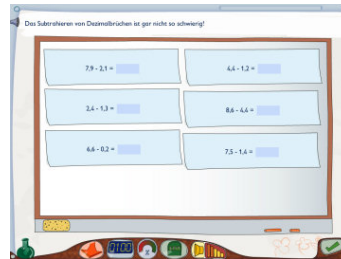 Das Subtrahieren von Dezimalbrüchen ist gar nicht so schwierig!
7,9 - 2,1 =
4,4 - 1,2 =
2,4 - 1,3 =
8,6 - 4,4 =
6,6 - 0,2 =
7,5 - 1,4 =
0100